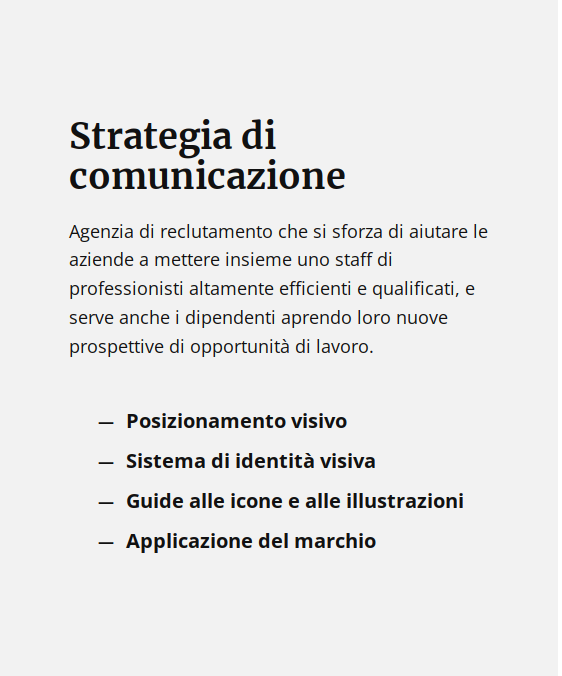 Strategia di
comunicazione
Agenzia di reclutamento che si sforza di aiutare le
aziende a mettere insieme uno staff di
professionisti altamente efficienti e qualificati, e
serve anche i dipendenti aprendo loro nuove
prospettive di opportunità di lavoro.
— Posizionamento visivo
— Sistema di identità visiva
— Guide alle icone e alle illustrazioni
— Applicazione del marchio